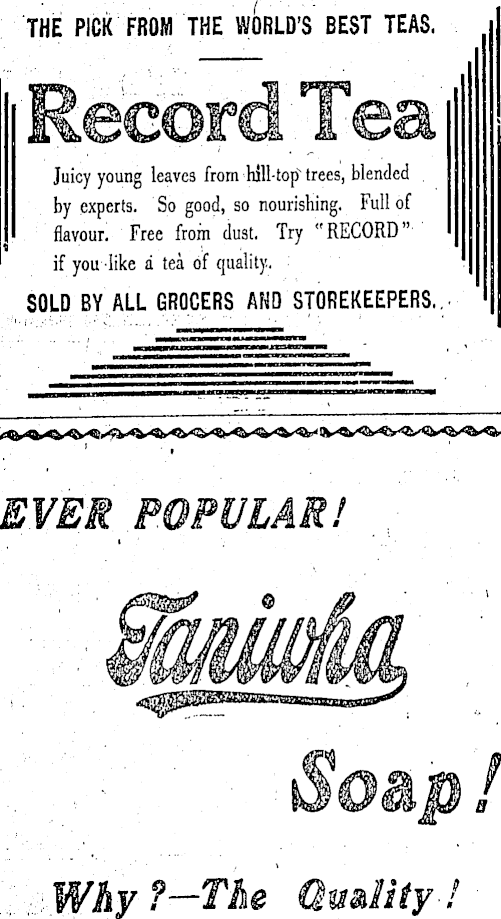 THE PICK FROM THE WORLD'S BEST TEAS.
Record Tea
Juicy young leaves from hill-top trees, blended
by experts. So good, so nourishing. Full of
flavour. Free from dust. Try "RECORD"
if you like a tea of quality.
SOLD BY ALL GROCERS AND STOREKEEPERS.
EVER POPULAR!
Taniwha
Soap!
Why?—The Quality!